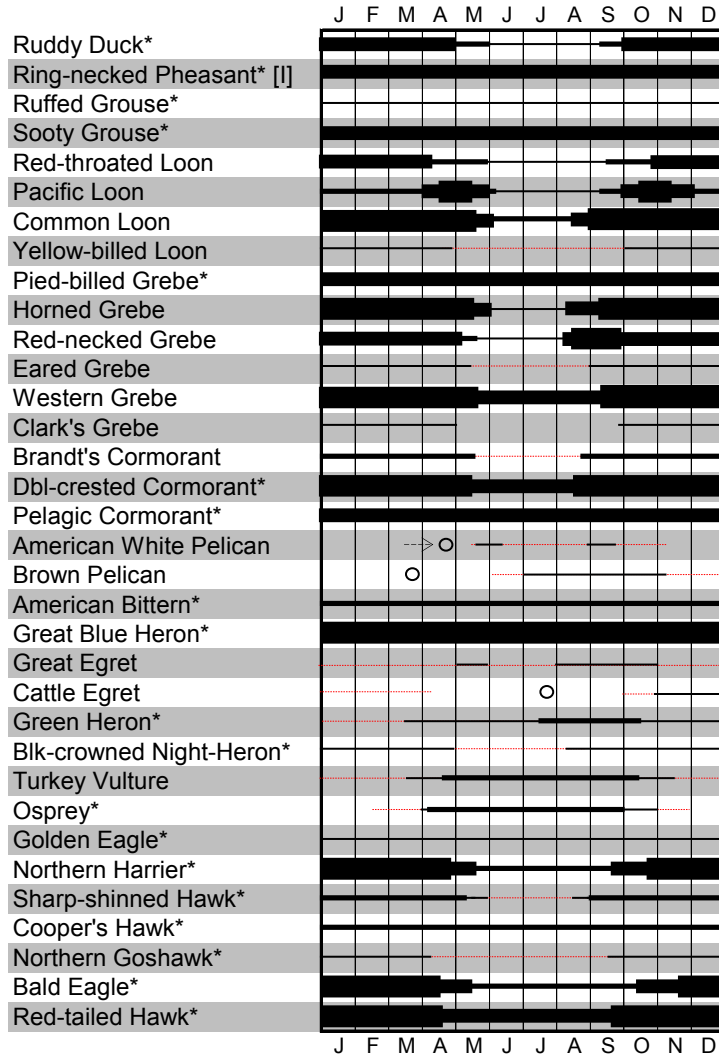 J F M A M J J A S O N D
Ruddy Duck*
Ring-necked Pheasant* [I]
Ruffed Grouse*
Sooty Grouse*
Red-throated Loon
Pacific Loon
Common Loon
Yellow-billed Loon
Pied-billed Grebe*
Horned Grebe
Red-necked Grebe
Eared Grebe
Western Grebe
Clark's Grebe
Brandt's Cormorant
Dbl-crested Cormorant*
Pelagic Cormorant*
American White Pelican
Brown Pelican
American Bittern*
Great Blue Heron*
Great Egret
Cattle Egret
Green Heron*
Blk-crowned Night-Heron*
Turkey Vulture
Osprey*
Golden Eagle*
Northern Harrier*
Sharp-shinned Hawk*
Cooper's Hawk*
Northern Goshawk*
Bald Eagle*
Red-tailed Hawk*
J F M A M J J A S O N D